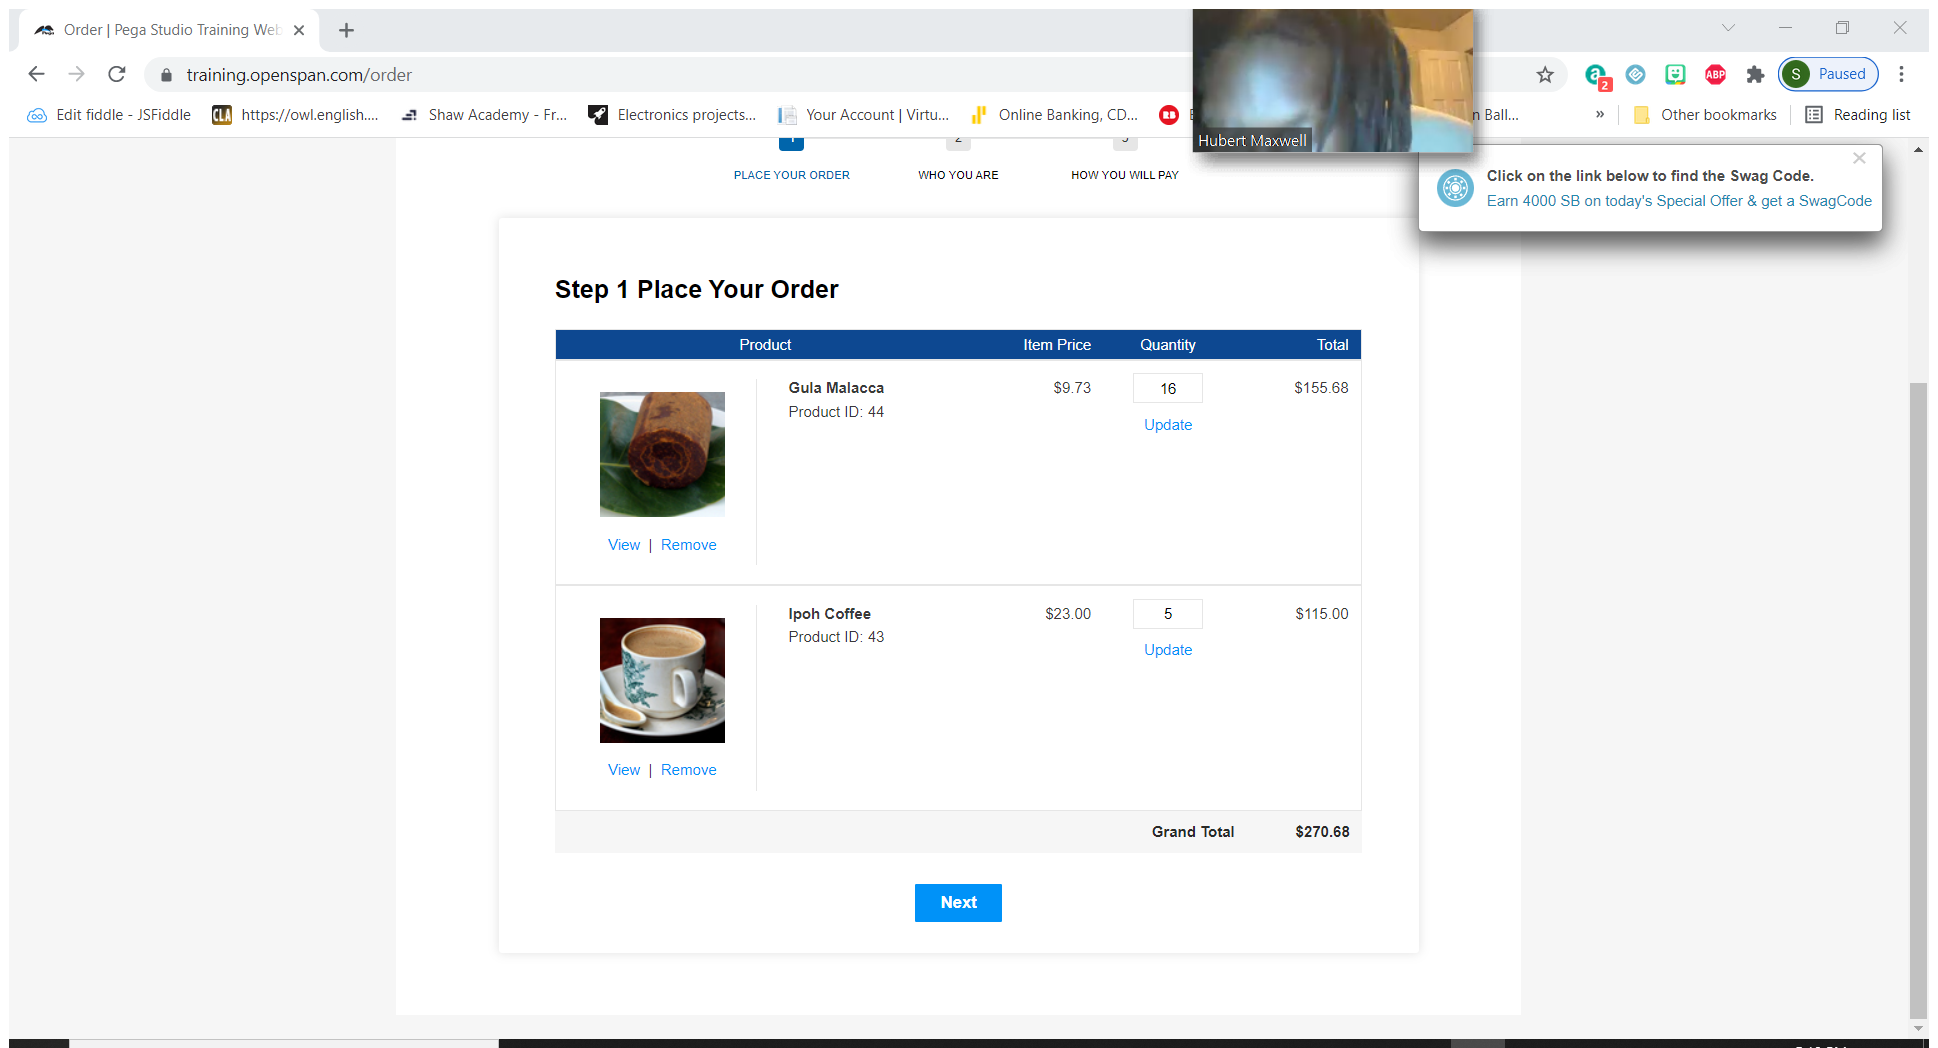 Order | Pega Studio Training Web
training.openspan.com/order
2
ABP
S
Paused
Edit fiddle - JSFiddle
CLA
https://owl.english....
Shaw Academy - Fr...
Electronics projects...
Your Account | Virtu...
Online Banking, CD...
RB
n Ball...
»
Other bookmarks
Reading list
Hubert Maxwell
PLACE YOUR ORDER
2
WHO YOU ARE
HOW YOU WILL PAY
Click on the link below to find the Swag Code.
Earn 4000 SB on today's Special Offer & get a SwagCode
Step 1 Place Your Order
Product Item Price Quantity Total
Gula Malacca $9.73 16 $155.68
Product ID: 44
Update
View | Remove
Ipoh Coffee $23.00 5 $115.00
Product ID: 43
Update
View | Remove
Grand Total $270.68
Next